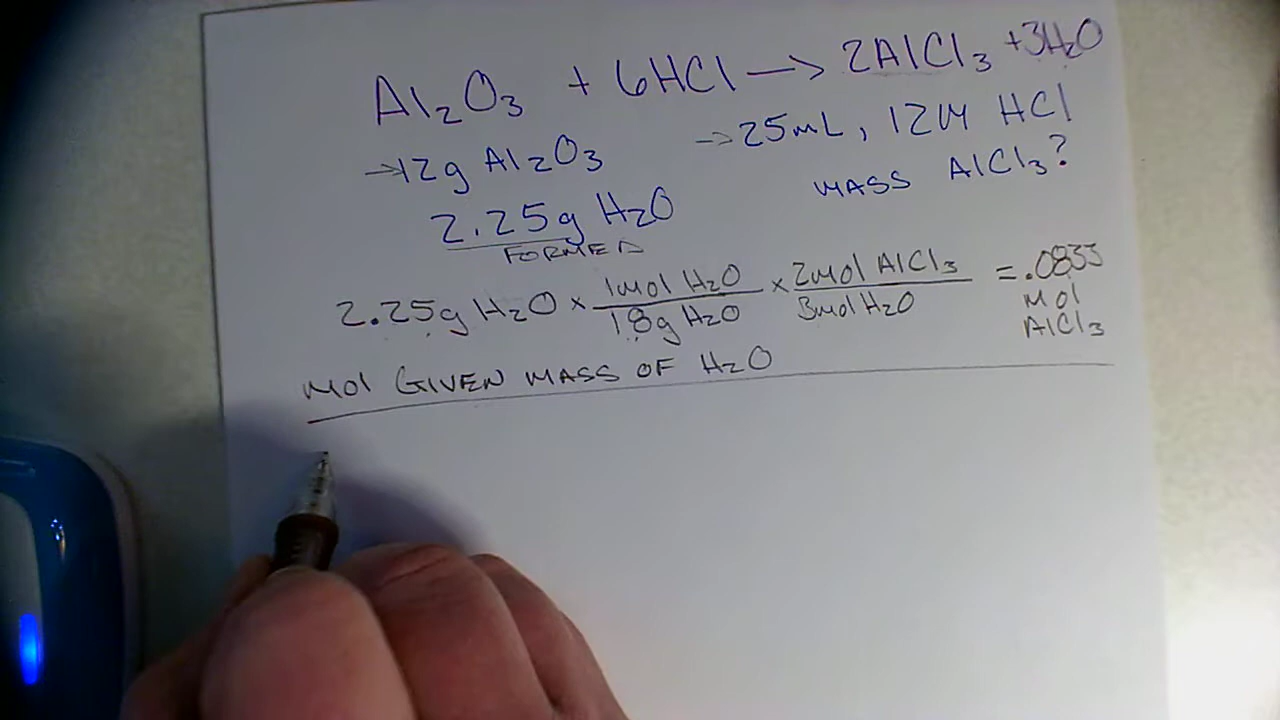 Al₂O₃ + 6HCl → 2AlCl₃ + 3H₂O
→ 12g Al₂O₃ → 25mL, 12M HCl
2.25g H₂O MASS AlCl₃?
FORMED
2.25g H₂O × 1mol H₂O / 18g H₂O × 2mol AlCl₃ / 3mol H₂O = .0833 mol AlCl₃
mol GIVEN MASS OF H₂O